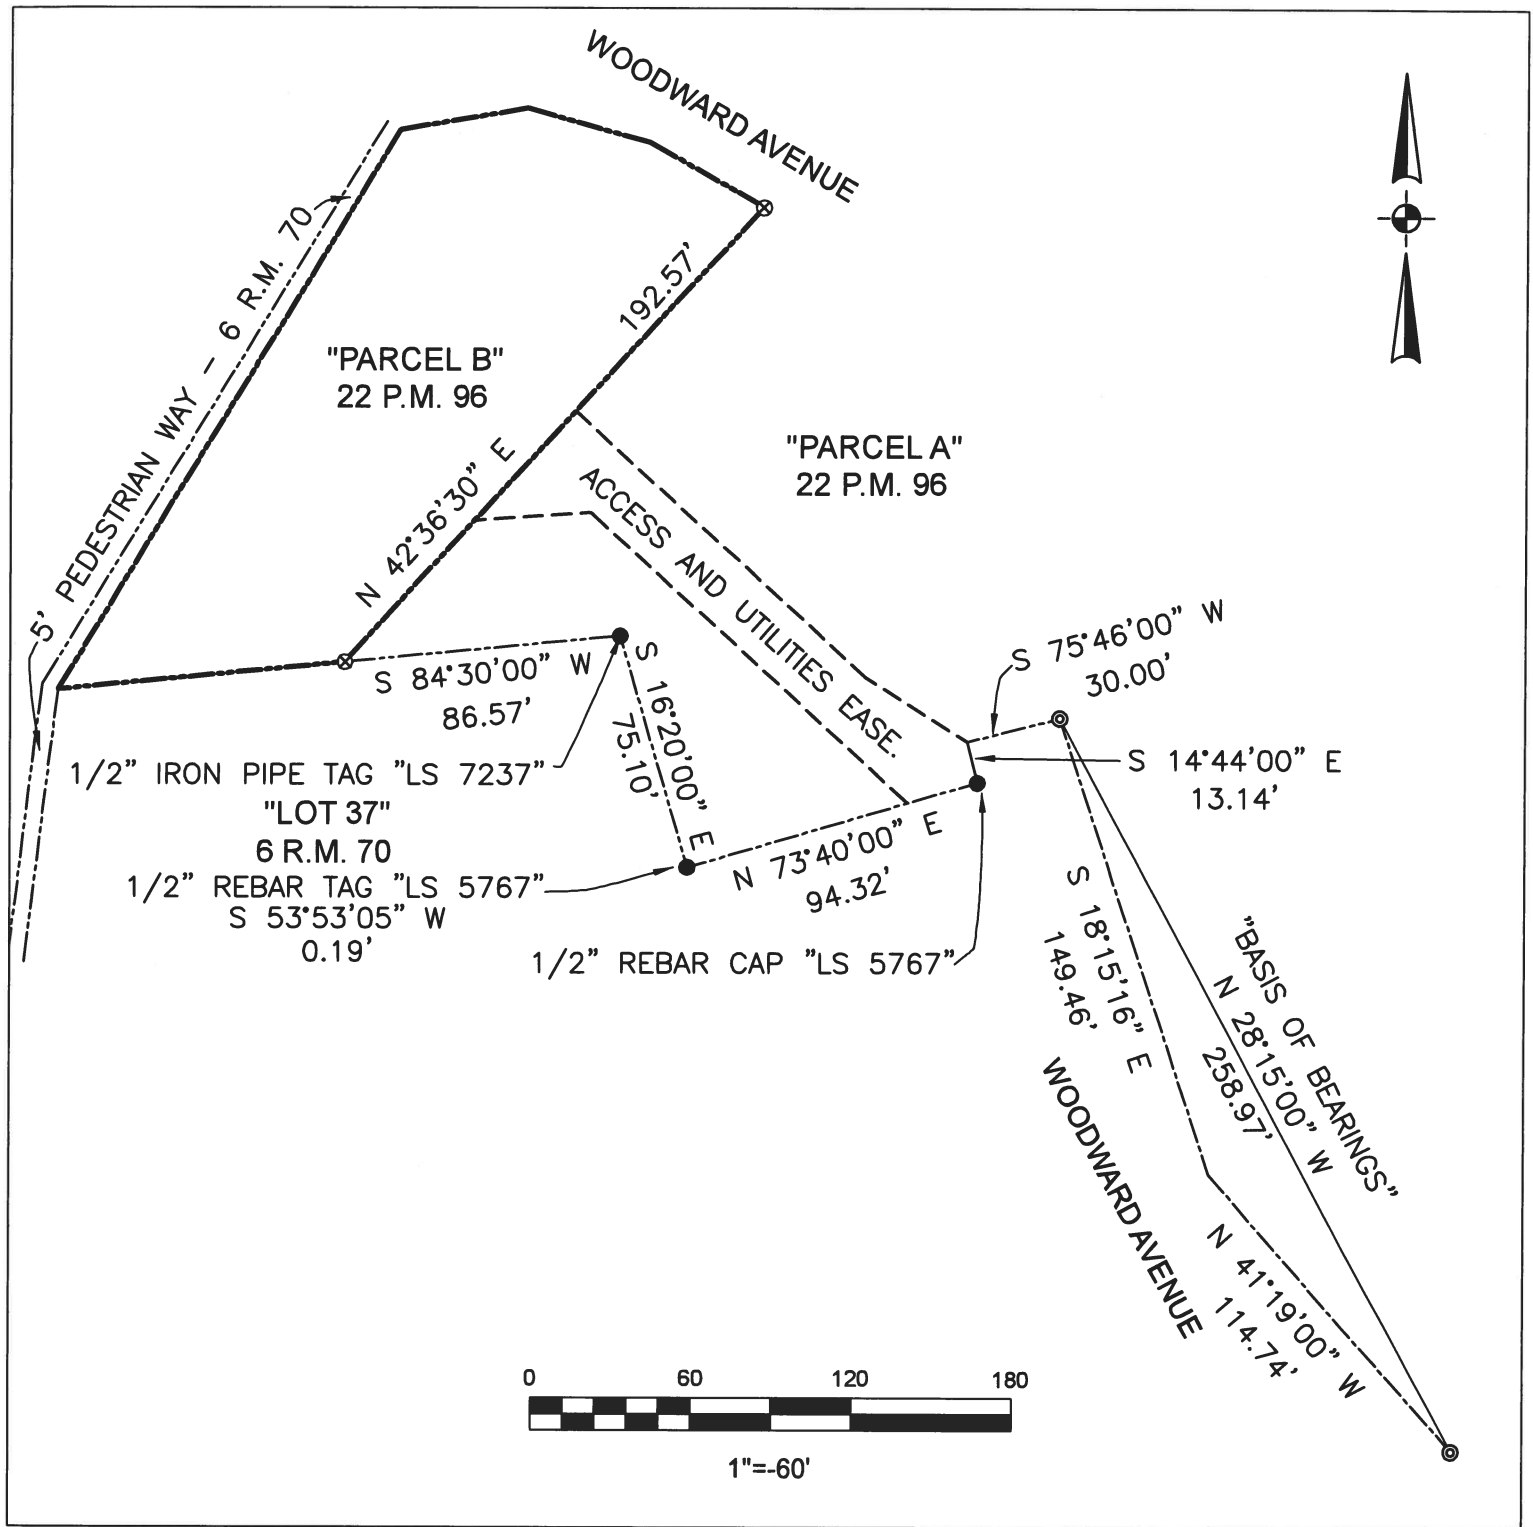 WOODWARD AVENUE
5' PEDESTRIAN WAY - 6 R.M. 70
192.57'
N 42°36'30" E
"PARCEL B"
22 P.M. 96
"PARCEL A"
22 P.M. 96
ACCESS AND UTILITIES EASE.
S 84°30'00" W
86.57'
S 16°20'00" E
75.10'
S 75°46'00" W
30.00'
S 14°44'00" E
13.14'
1/2" IRON PIPE TAG "LS 7237"
"LOT 37"
6 R.M. 70
1/2" REBAR TAG "LS 5767"
S 53°53'05" W
0.19'
N 73°40'00" E
94.32'
1/2" REBAR CAP "LS 5767"
S 18°15'16" E
149.46'
"BASIS OF BEARINGS"
N 28°15'00" W
258.97'
WOODWARD AVENUE
N 41°19'00" W
114.74'
0 60 120 180
1"=-60'